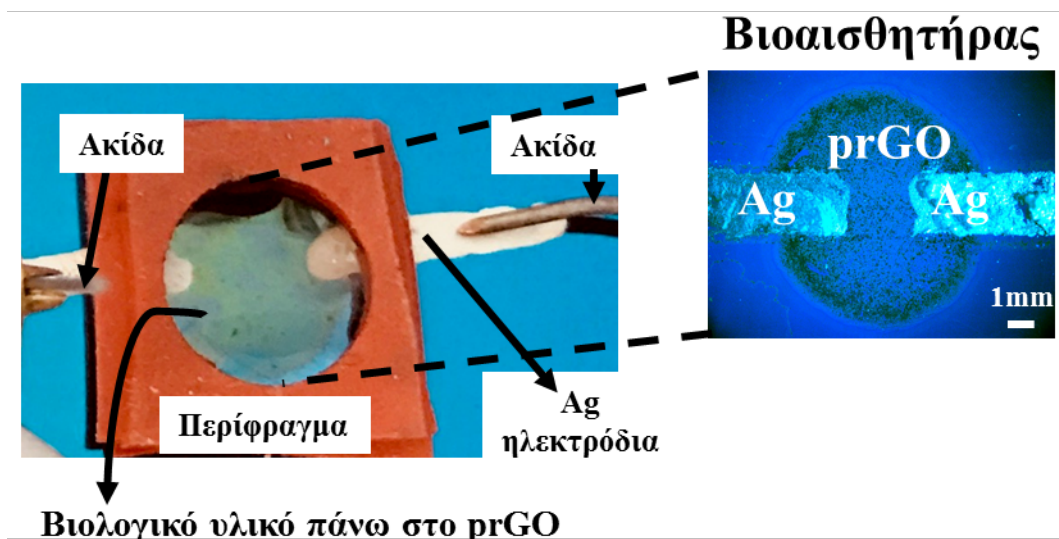 Βιοαισθητήρας
Ακίδα
Ακίδα
prGO
Ag
Ag
1mm
Περίφραγμα
Ag
ηλεκτρόδια
Βιολογικό υλικό πάνω στο prGO